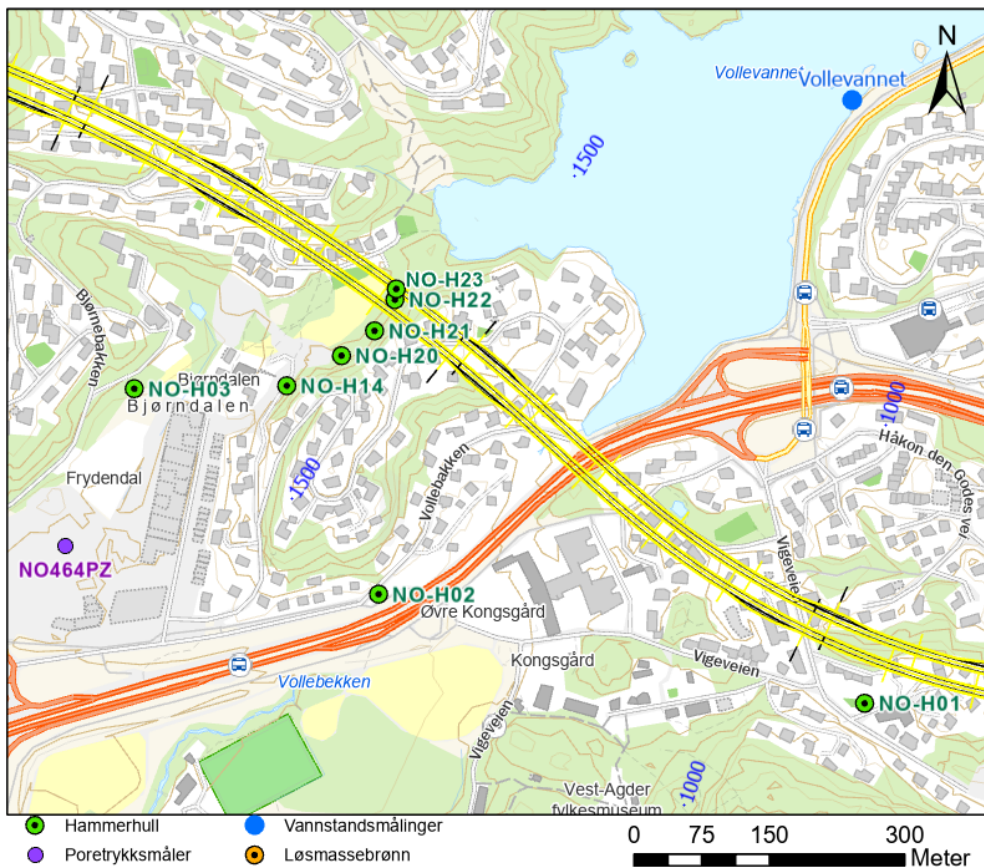 N
Vollevannet
Vollevannet
·1500
NO-H23
NO-H22
NO-H21
NO-H20
NO-H14
NO-H03
Bjørnebakken
Bjørndalen
Bjørndalen
Frydendal
·1500
Vollebakken
·1000
Håkon den Godes vei
NO464PZ
NO-H02
Øvre Kongsgård
Vigeveien
Kongsgård
Vigeveien
Vollebekken
Vigeveien
NO-H01
·1000
Vest-Agder
fylkesmuseum
Hammerhull
Vannstandsmålinger
0 75 150 300
Poretrykksmåler
Løsmassebrønn
Meter